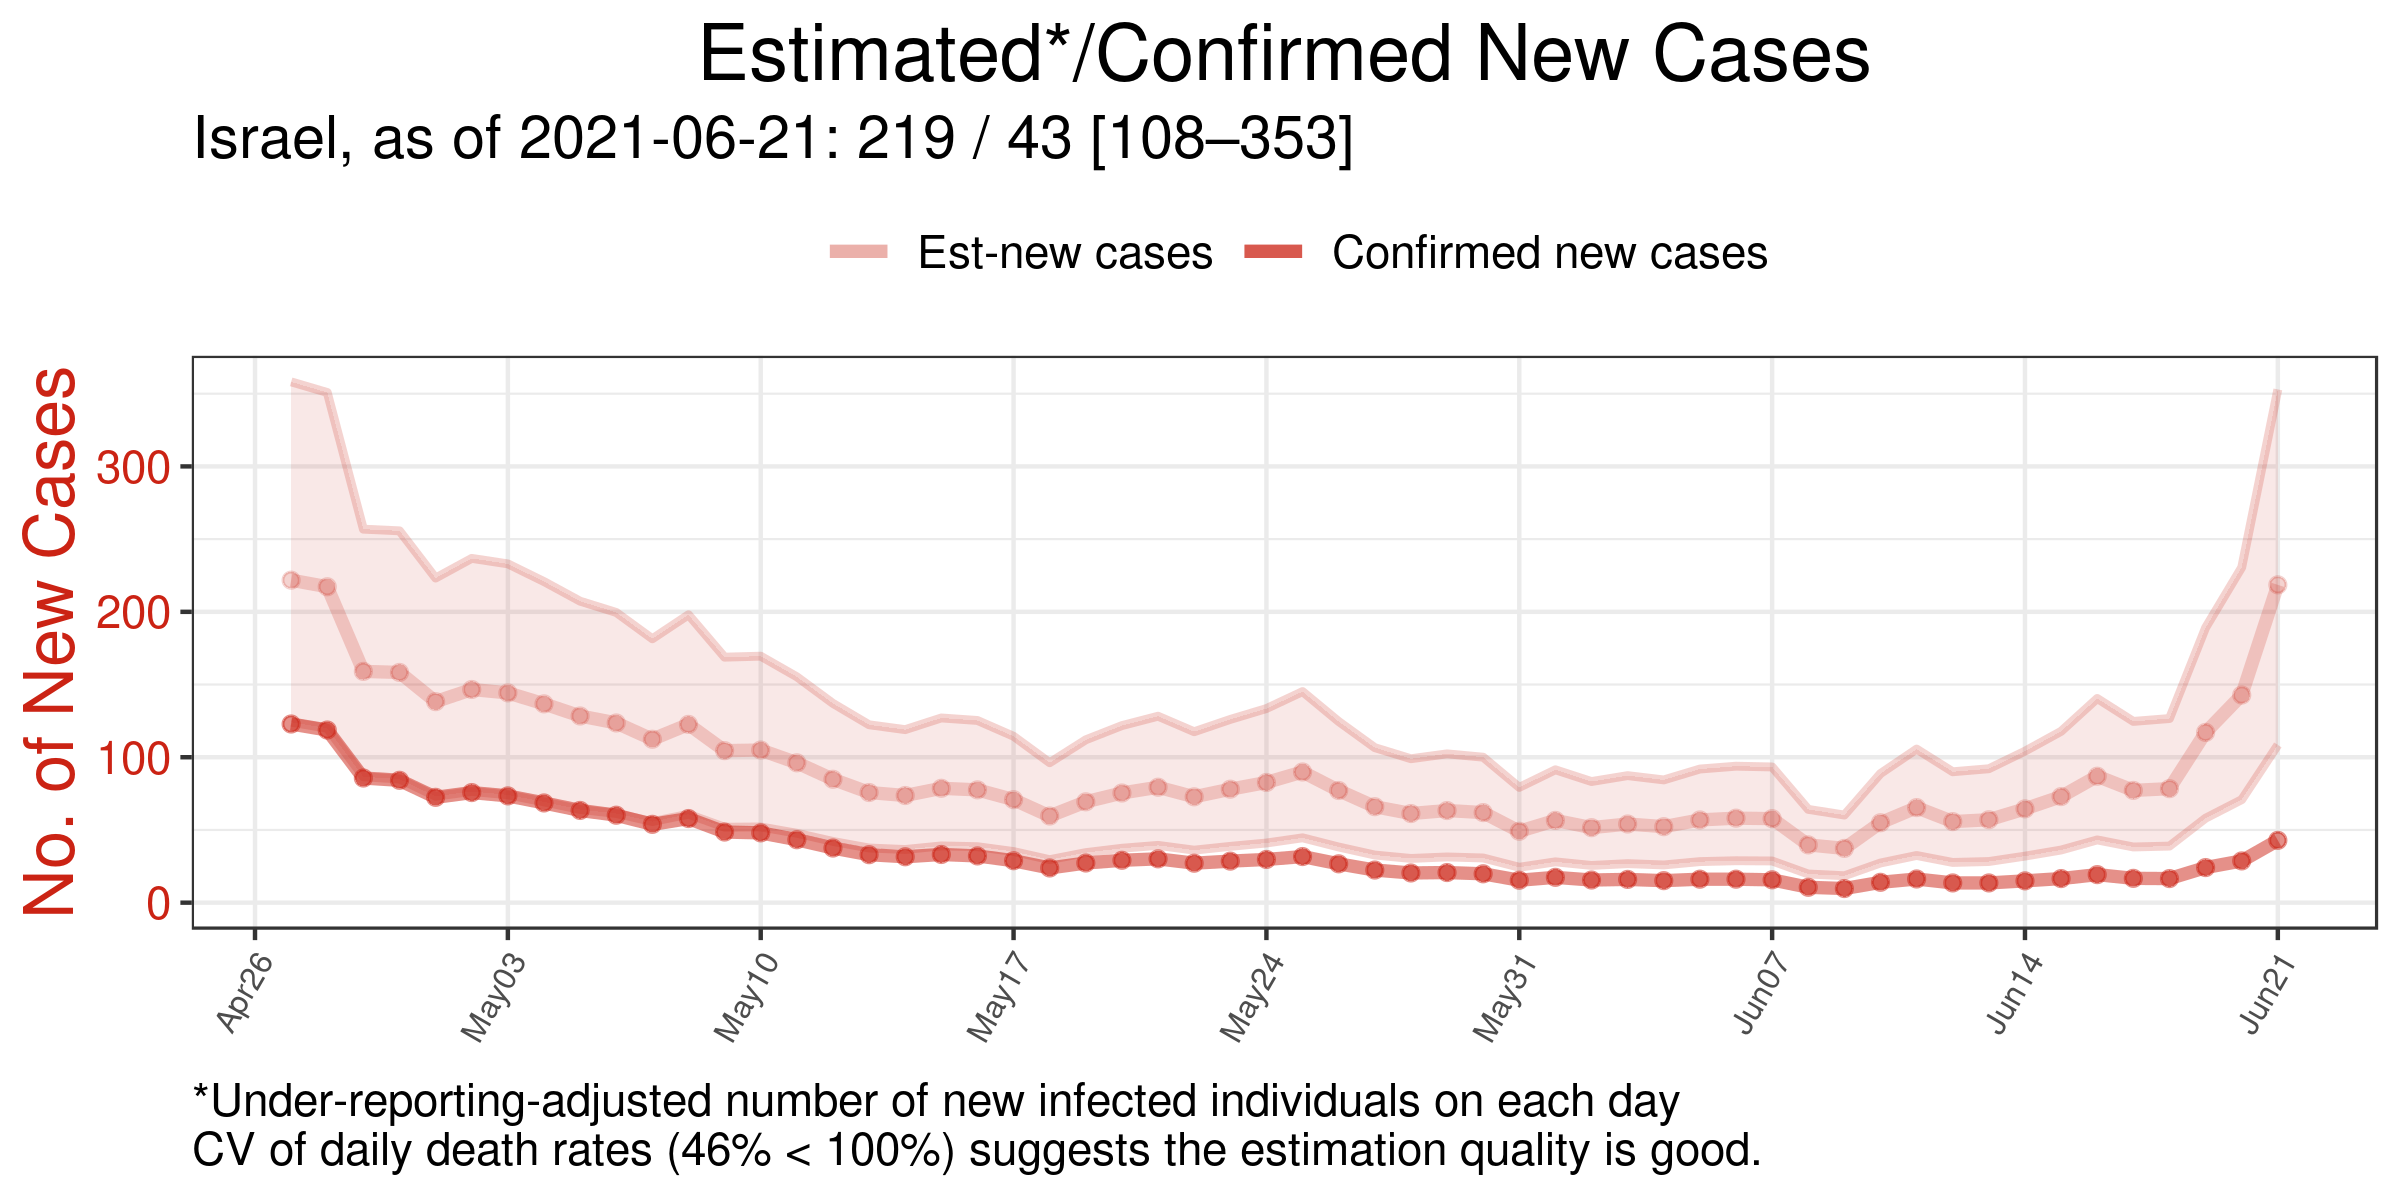 Estimated*/Confirmed New Cases
Israel, as of 2021-06-21: 219 / 43 [108–353]
Est-new cases Confirmed new cases
No. of New Cases
300
200
100
0
Apr26 May03 May10 May17 May24 May31 Jun07 Jun14 Jun21
*Under-reporting-adjusted number of new infected individuals on each day
CV of daily death rates (46% < 100%) suggests the estimation quality is good.